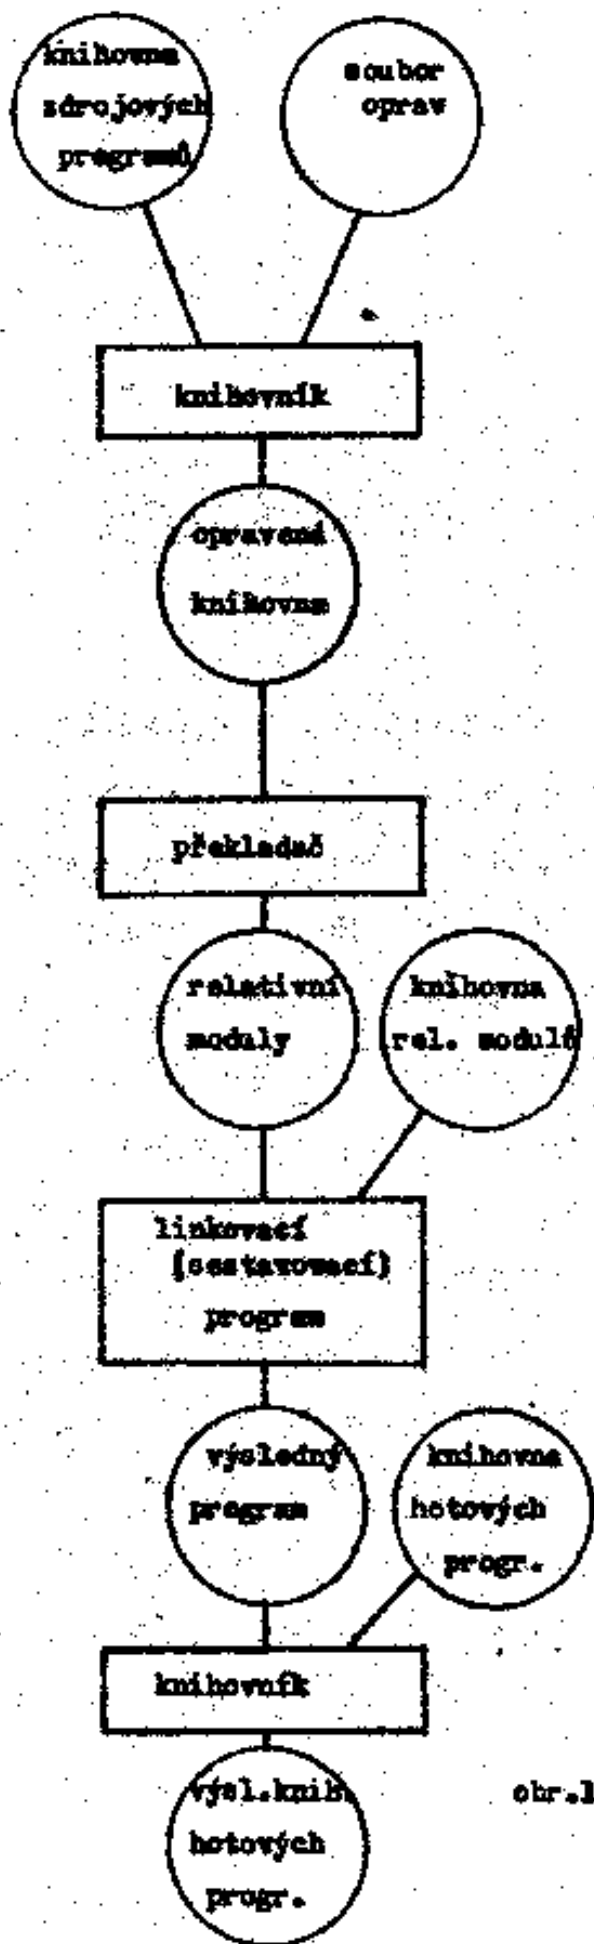 knihovna
zdrojových
programů
soubor
oprav
knihovník
opravená
knihovna
překladač
relativní
moduly
knihovna
rel. modulů
linkovací
(sestavovací)
program
výsledný
program
knihovna
hotových
progr.
knihovník
výsl.knih.
hotových
progr.
obr.1